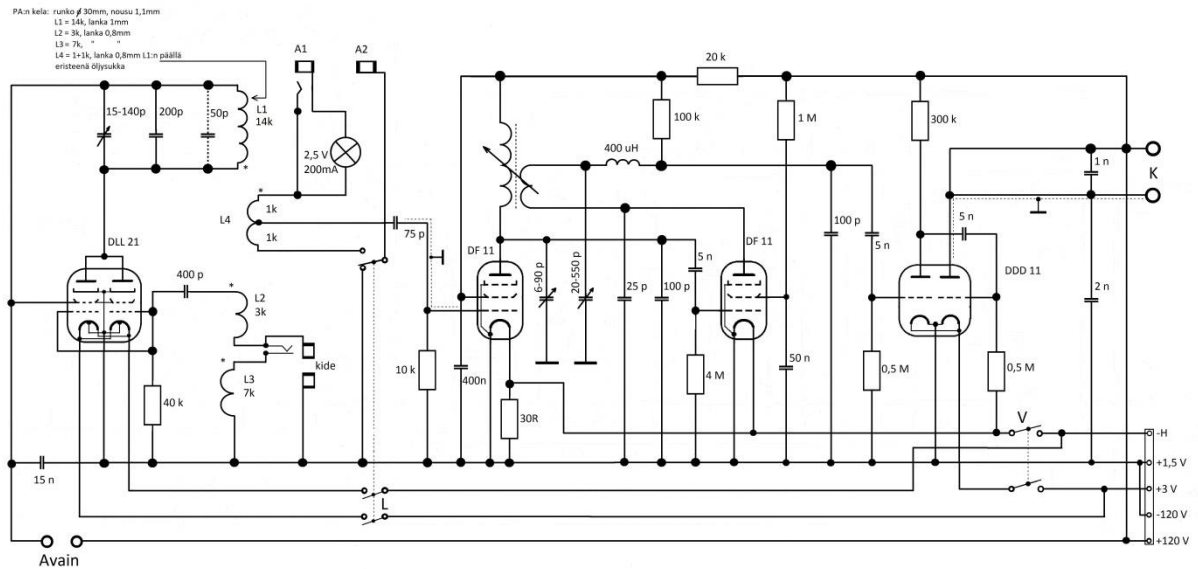 PA:n kela: runko ø 30mm, nousu 1,1mm
L1 = 14k, lanka 1mm
L2 = 3k, lanka 0,8mm
L3 = 7k, " "
L4 = 1+1k, lanka 0,8mm L1:n päällä
eristeenä öljysukka
A1
A2
15-140p
200p
50p
L1
14k
2,5 V
200mA
*
*
L4
1k
1k
75 p
DLL 21
400 p
*
L2
3k
*
L3
7k
kide
40 k
15 n
L
Avain
20 k
100 k
1 M
300 k
400 uH
DF 11
6-90 p
20-550 p
25 p
100 p
5 n
DF 11
100 p
5 n
5 n
DDD 11
1 n
K
2 n
10 k
400n
30R
4 M
50 n
0,5 M
0,5 M
V
-H
+1,5 V
+3 V
-120 V
+120 V